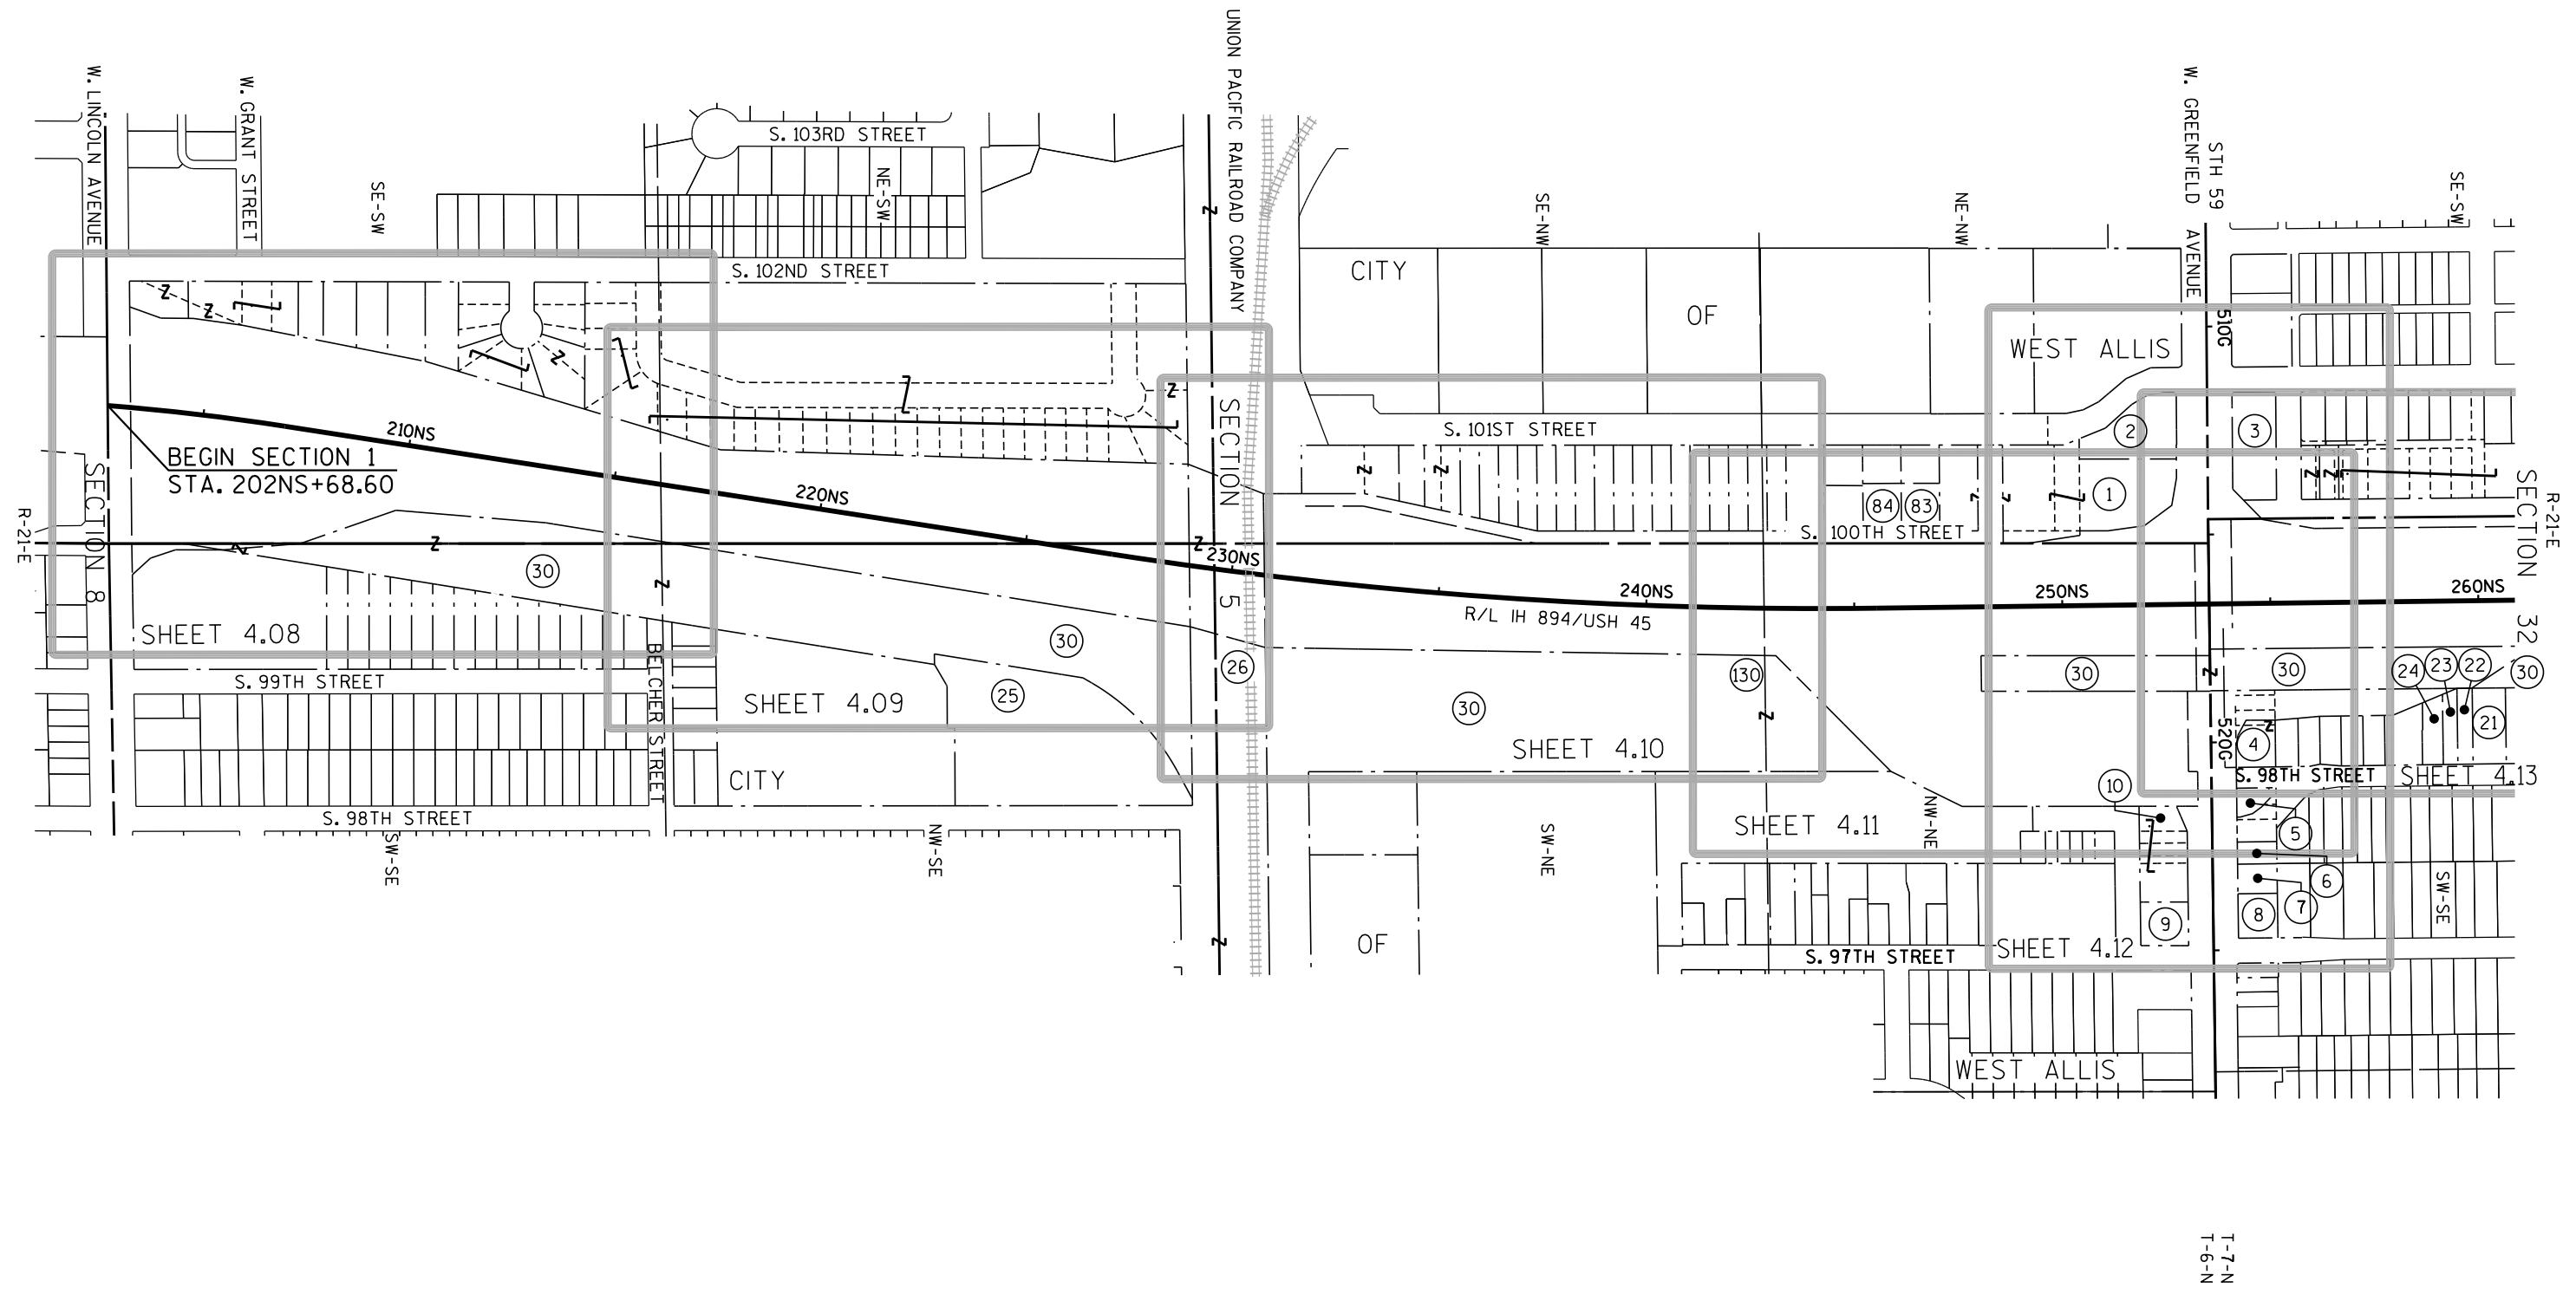 W. LINCOLN AVENUE
W. GRANT STREET
SE-SW
S. 103RD STREET
NE-SW
S. 102ND STREET
UNION PACIFIC RAILROAD COMPANY
SE-NW
NE-NW
W. GREENFIELD AVENUE
STH 59
SE-SW
CITY
OF
WEST ALLIS
510G
210NS
BEGIN SECTION 1
STA. 202NS+68.60
220NS
SECTION 5
S. 101ST STREET
2
3
1
84
83
S. 100TH STREET
R-21-E
SECTION 8
30
230NS
240NS
250NS
260NS
R/L IH 894/USH 45
SECTION 32
R-21-E
SHEET 4.08
30
26
130
30
30
24
23
22
30
S. 99TH STREET
BELCHER STREET
SHEET 4.09
25
30
21
520G
4
SHEET 4.10
S. 98TH STREET
SHEET 4.13
CITY
10
S. 98TH STREET
SW-SE
NW-SE
SW-NE
SHEET 4.11
NW-NE
5
6
7
SW-SE
8
9
OF
S. 97TH STREET
SHEET 4.12
WEST ALLIS
T-7-N
T-6-N